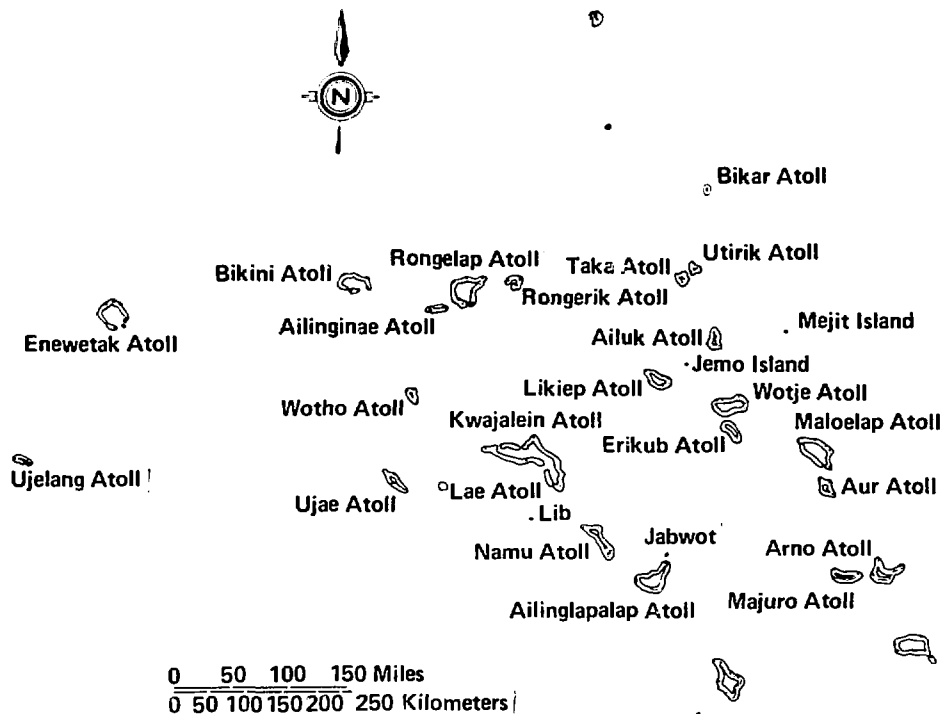 N
Bikar Atoll
Utirik Atoll
Taka Atoll
Rongelap Atoll
Bikini Atoll
Rongerik Atoll
Ailinginae Atoll
Mejit Island
Enewetak Atoll
Ailuk Atoll
Jemo Island
Likiep Atoll
Wotje Atoll
Wotho Atoll
Kwajalein Atoll
Maloelap Atoll
Erikub Atoll
Ujelang Atoll
Ujae Atoll
Lae Atoll
Aur Atoll
Lib
Namu Atoll
Jabwot
Arno Atoll
Ailinglapalap Atoll
Majuro Atoll
0 50 100 150 Miles
0 50 100 150 200 250 Kilometers